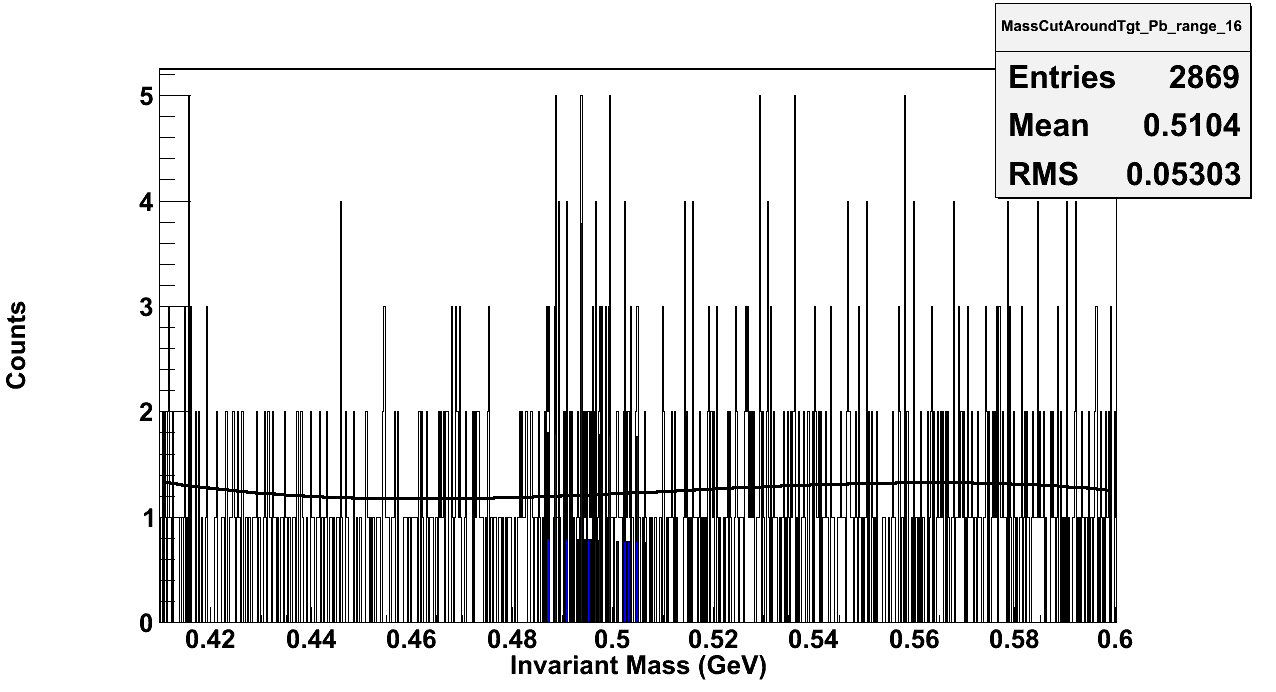 MassCutAroundTgt_Pb_range_16
Entries 2869
Mean 0.5104
RMS 0.05303
5
4
3
2
1
0
Counts
0.42 0.44 0.46 0.48 0.5 0.52 0.54 0.56 0.58 0.6
Invariant Mass (GeV)